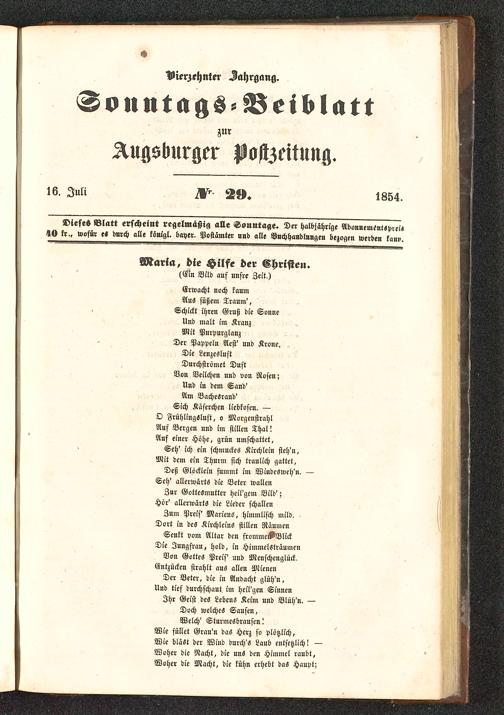 Vierzehnter Jahrgang.
Sonntags-Beiblatt
zur
Augsburger Postzeitung.
16. Juli
Nr. 29.
1854.
Dieses Blatt erscheint regelmäßig alle Sonntage. Der halbjährige Abonnementspreis
40 kr., wofür es durch alle königl. bayer. Postämter und alle Buchhandlungen bezogen werden kann.
Maria, die Hilfe der Christen.
(Ein Bild auf unsre Zeit.)
Erwacht noch kaum
Aus süßem Traum',
Schickt ihren Gruß die Sonne
Und malt im Kranz
Mit Purpurglanz
Der Pappeln Aest' und Krone,
Die Lenzesluft
Durchströmet Duft
Von Veilchen und von Rosen;
Und in dem Sand'
Am Bachesrand'
Sich Käferchen liebkosen. —
O Frühlingsluft, o Morgenstrahl
Auf Bergen und im stillen Thal!
Auf einer Höhe, grün umschattet,
Seh' ich ein schmuckes Kirchlein steh'n,
Mit dem ein Thurm sich traulich gattet,
Deß Glöcklein summt im Windesweh'n. —
Seh' allerwärts die Beter wallen
Zur Gottesmutter heil'gem Bild';
Hör' allerwärts die Lieder schallen
Zum Preis' Mariens, himmlisch mild.
Dort in des Kirchleins stillen Räumen
Senkt vom Altar den frommen Blick
Die Jungfrau, hold, in Himmelsträumen
Von Gottes Preis' und Menschenglück.
Entzücken strahlt aus allen Mienen
Der Beter, die in Andacht glüh'n,
Und tief durchschaut im heil'gen Sinnen
Ihr Geist des Lebens Keim und Blüh'n. —
Doch welches Sausen,
Welch' Sturmesbrausen!
Wie füllet Grau'n das Herz so plötzlich,
Wie bläst der Wind durch's Laub entsetzlich! —
Woher die Nacht, die uns den Himmel raubt,
Woher die Macht, die kühn erhebt das Haupt;